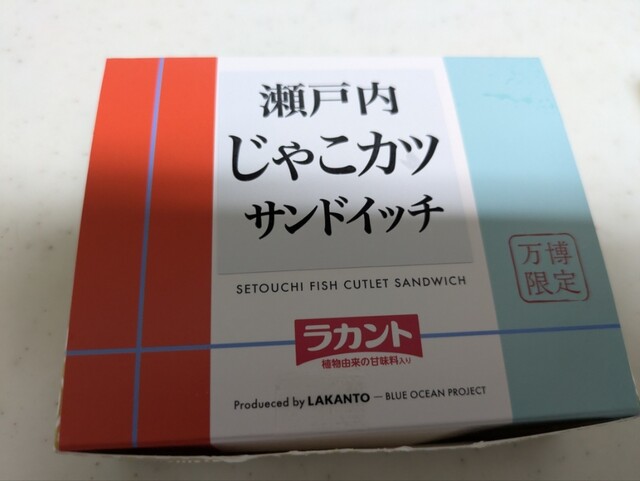 瀬戸内
じゃこカツ
サンドイッチ
SETOUCHI FISH CUTLET SANDWICH
万博
限定
ラカント
植物由来の甘味料入り
Produeced by LAKANTO — BLUE OCEAN PROJECT